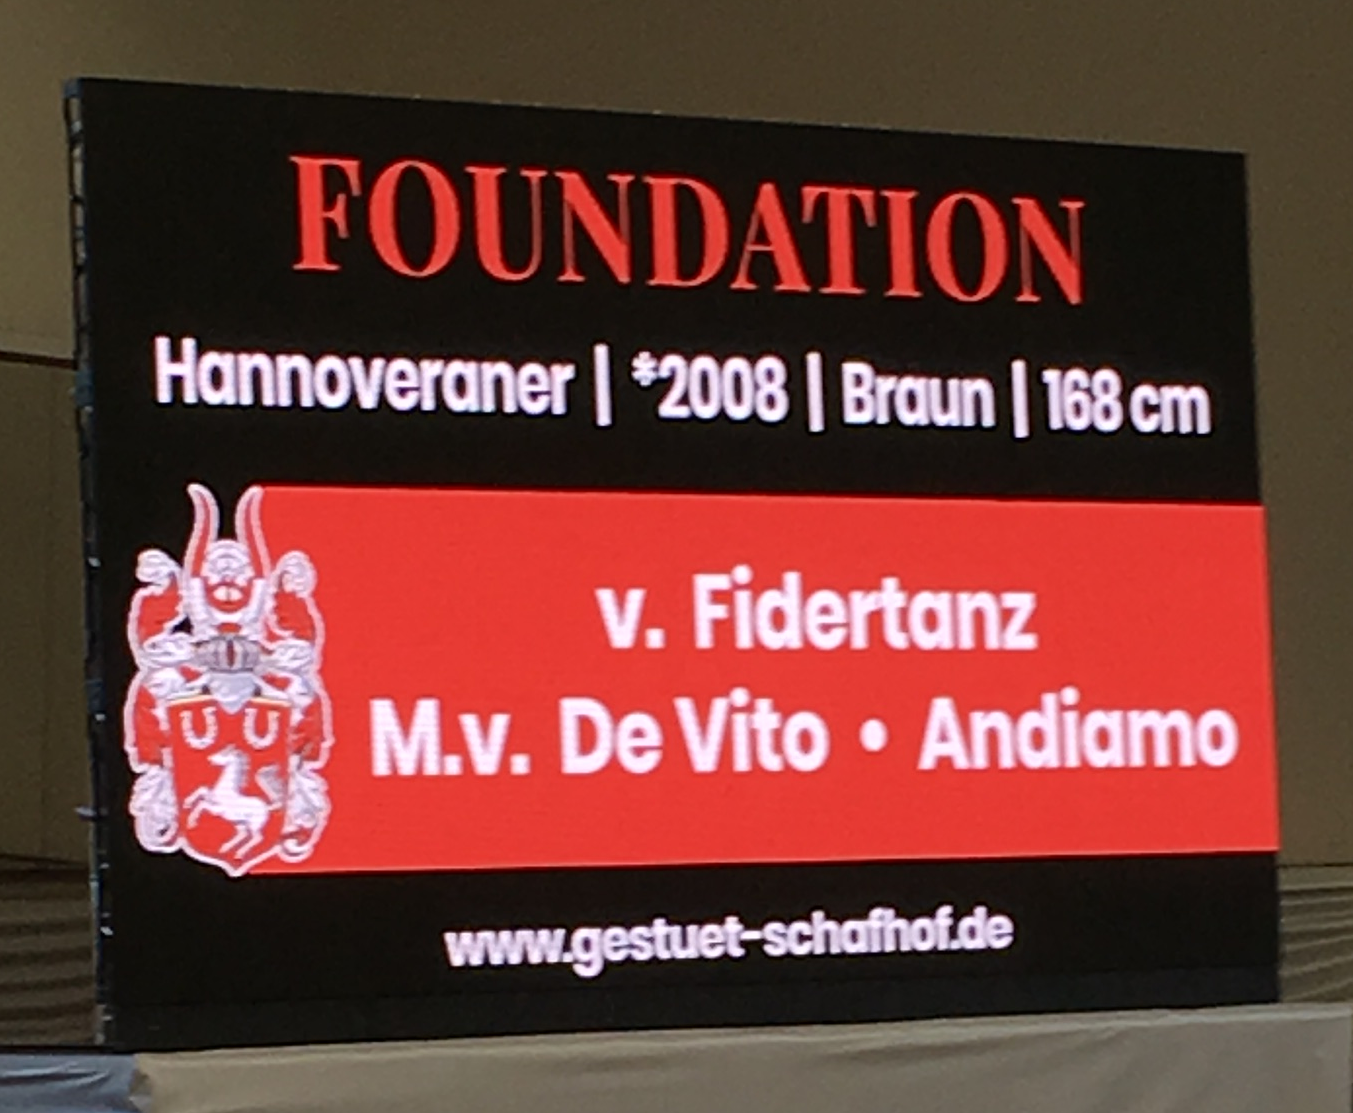 FOUNDATION
Hannoveraner | *2008 | Braun | 168 cm
v. Fidertanz
M.v. De Vito • Andiamo
www.gestuet-schafhof.de